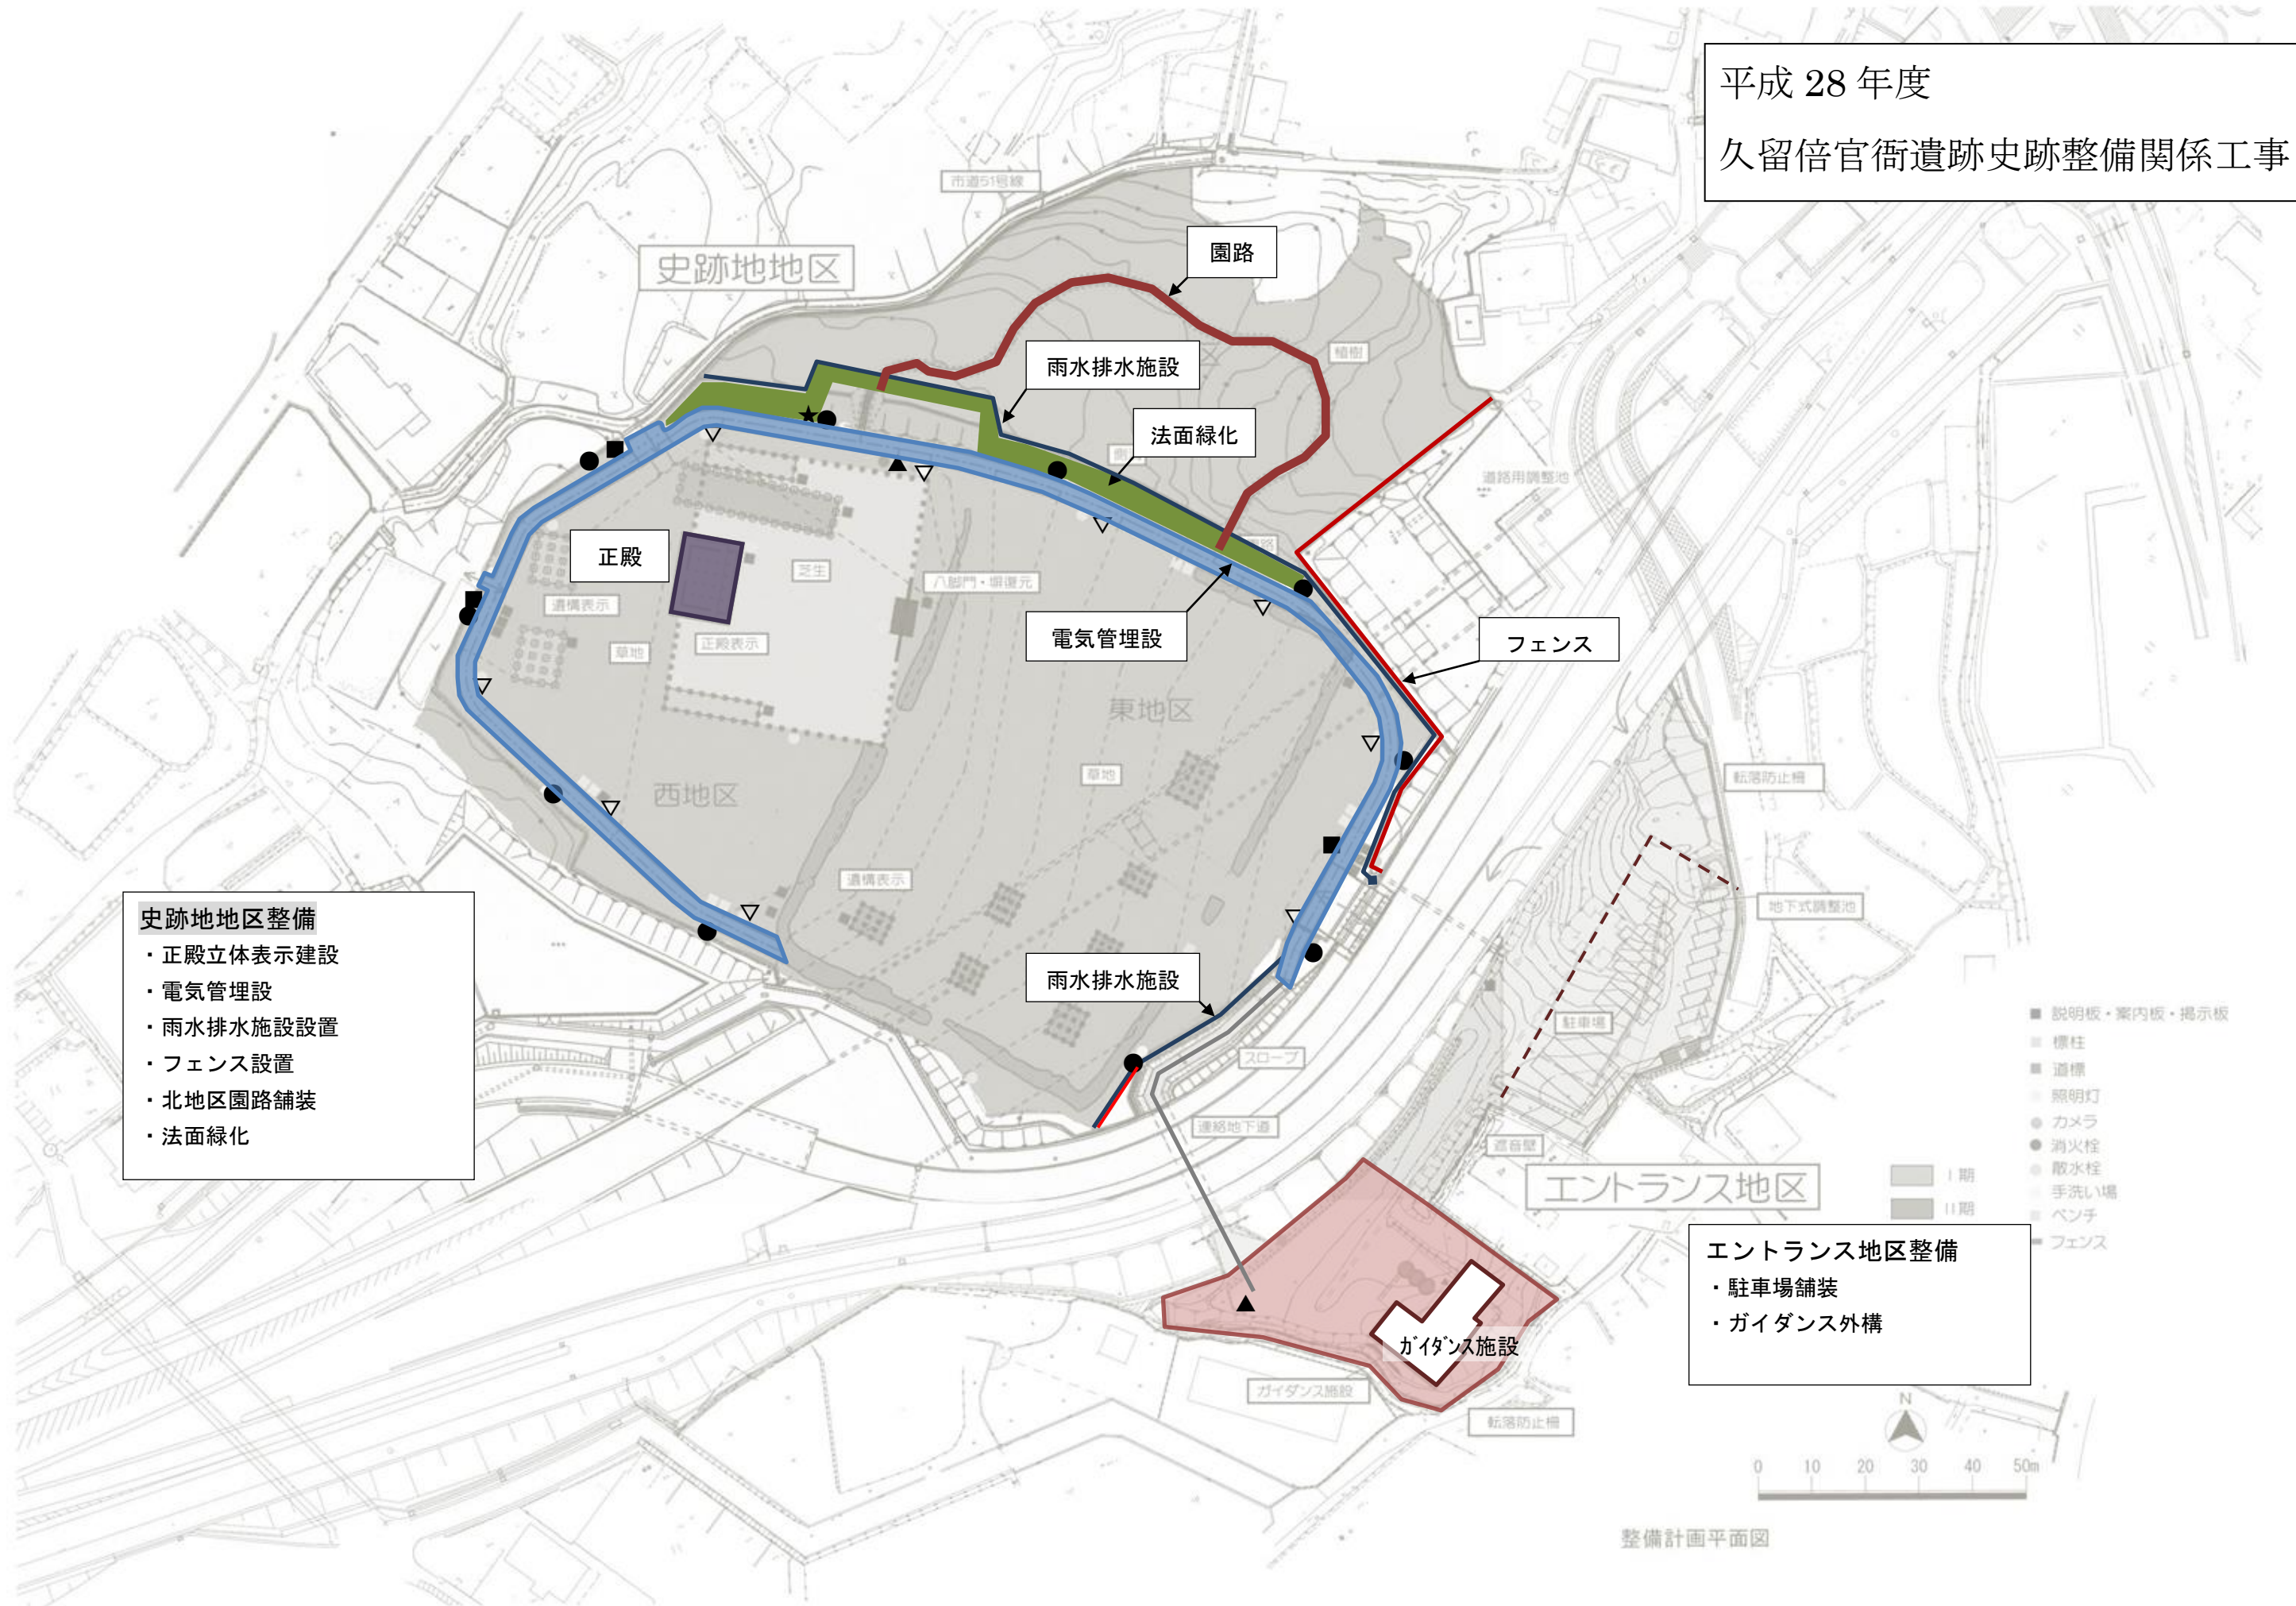 平成 28 年度
久留倍官衙遺跡史跡整備関係工事
市道51号線
史跡地地区
園路
雨水排水施設
植樹
法面緑化
道路用調整池
正殿
芝生
八脚門・塀復元
遺構表示
電気管埋設
フェンス
草地
正殿表示
東地区
草地
転落防止柵
西地区
遺構表示
地下式調整池
史跡地地区整備
・正殿立体表示建設
・電気管埋設
・雨水排水施設設置
・フェンス設置
・北地区園路舗装
・法面緑化
雨水排水施設
駐車場
スロープ
連絡地下道
遮音壁
エントランス地区
説明板・案内板・掲示板
標柱
道標
照明灯
カメラ
消火栓
散水栓
手洗い場
ベンチ
フェンス
Ⅰ期
Ⅱ期
エントランス地区整備
・駐車場舗装
・ガイダンス外構
ガイダンス施設
ガイダンス施設
転落防止柵
N
0 10 20 30 40 50m
整備計画平面図